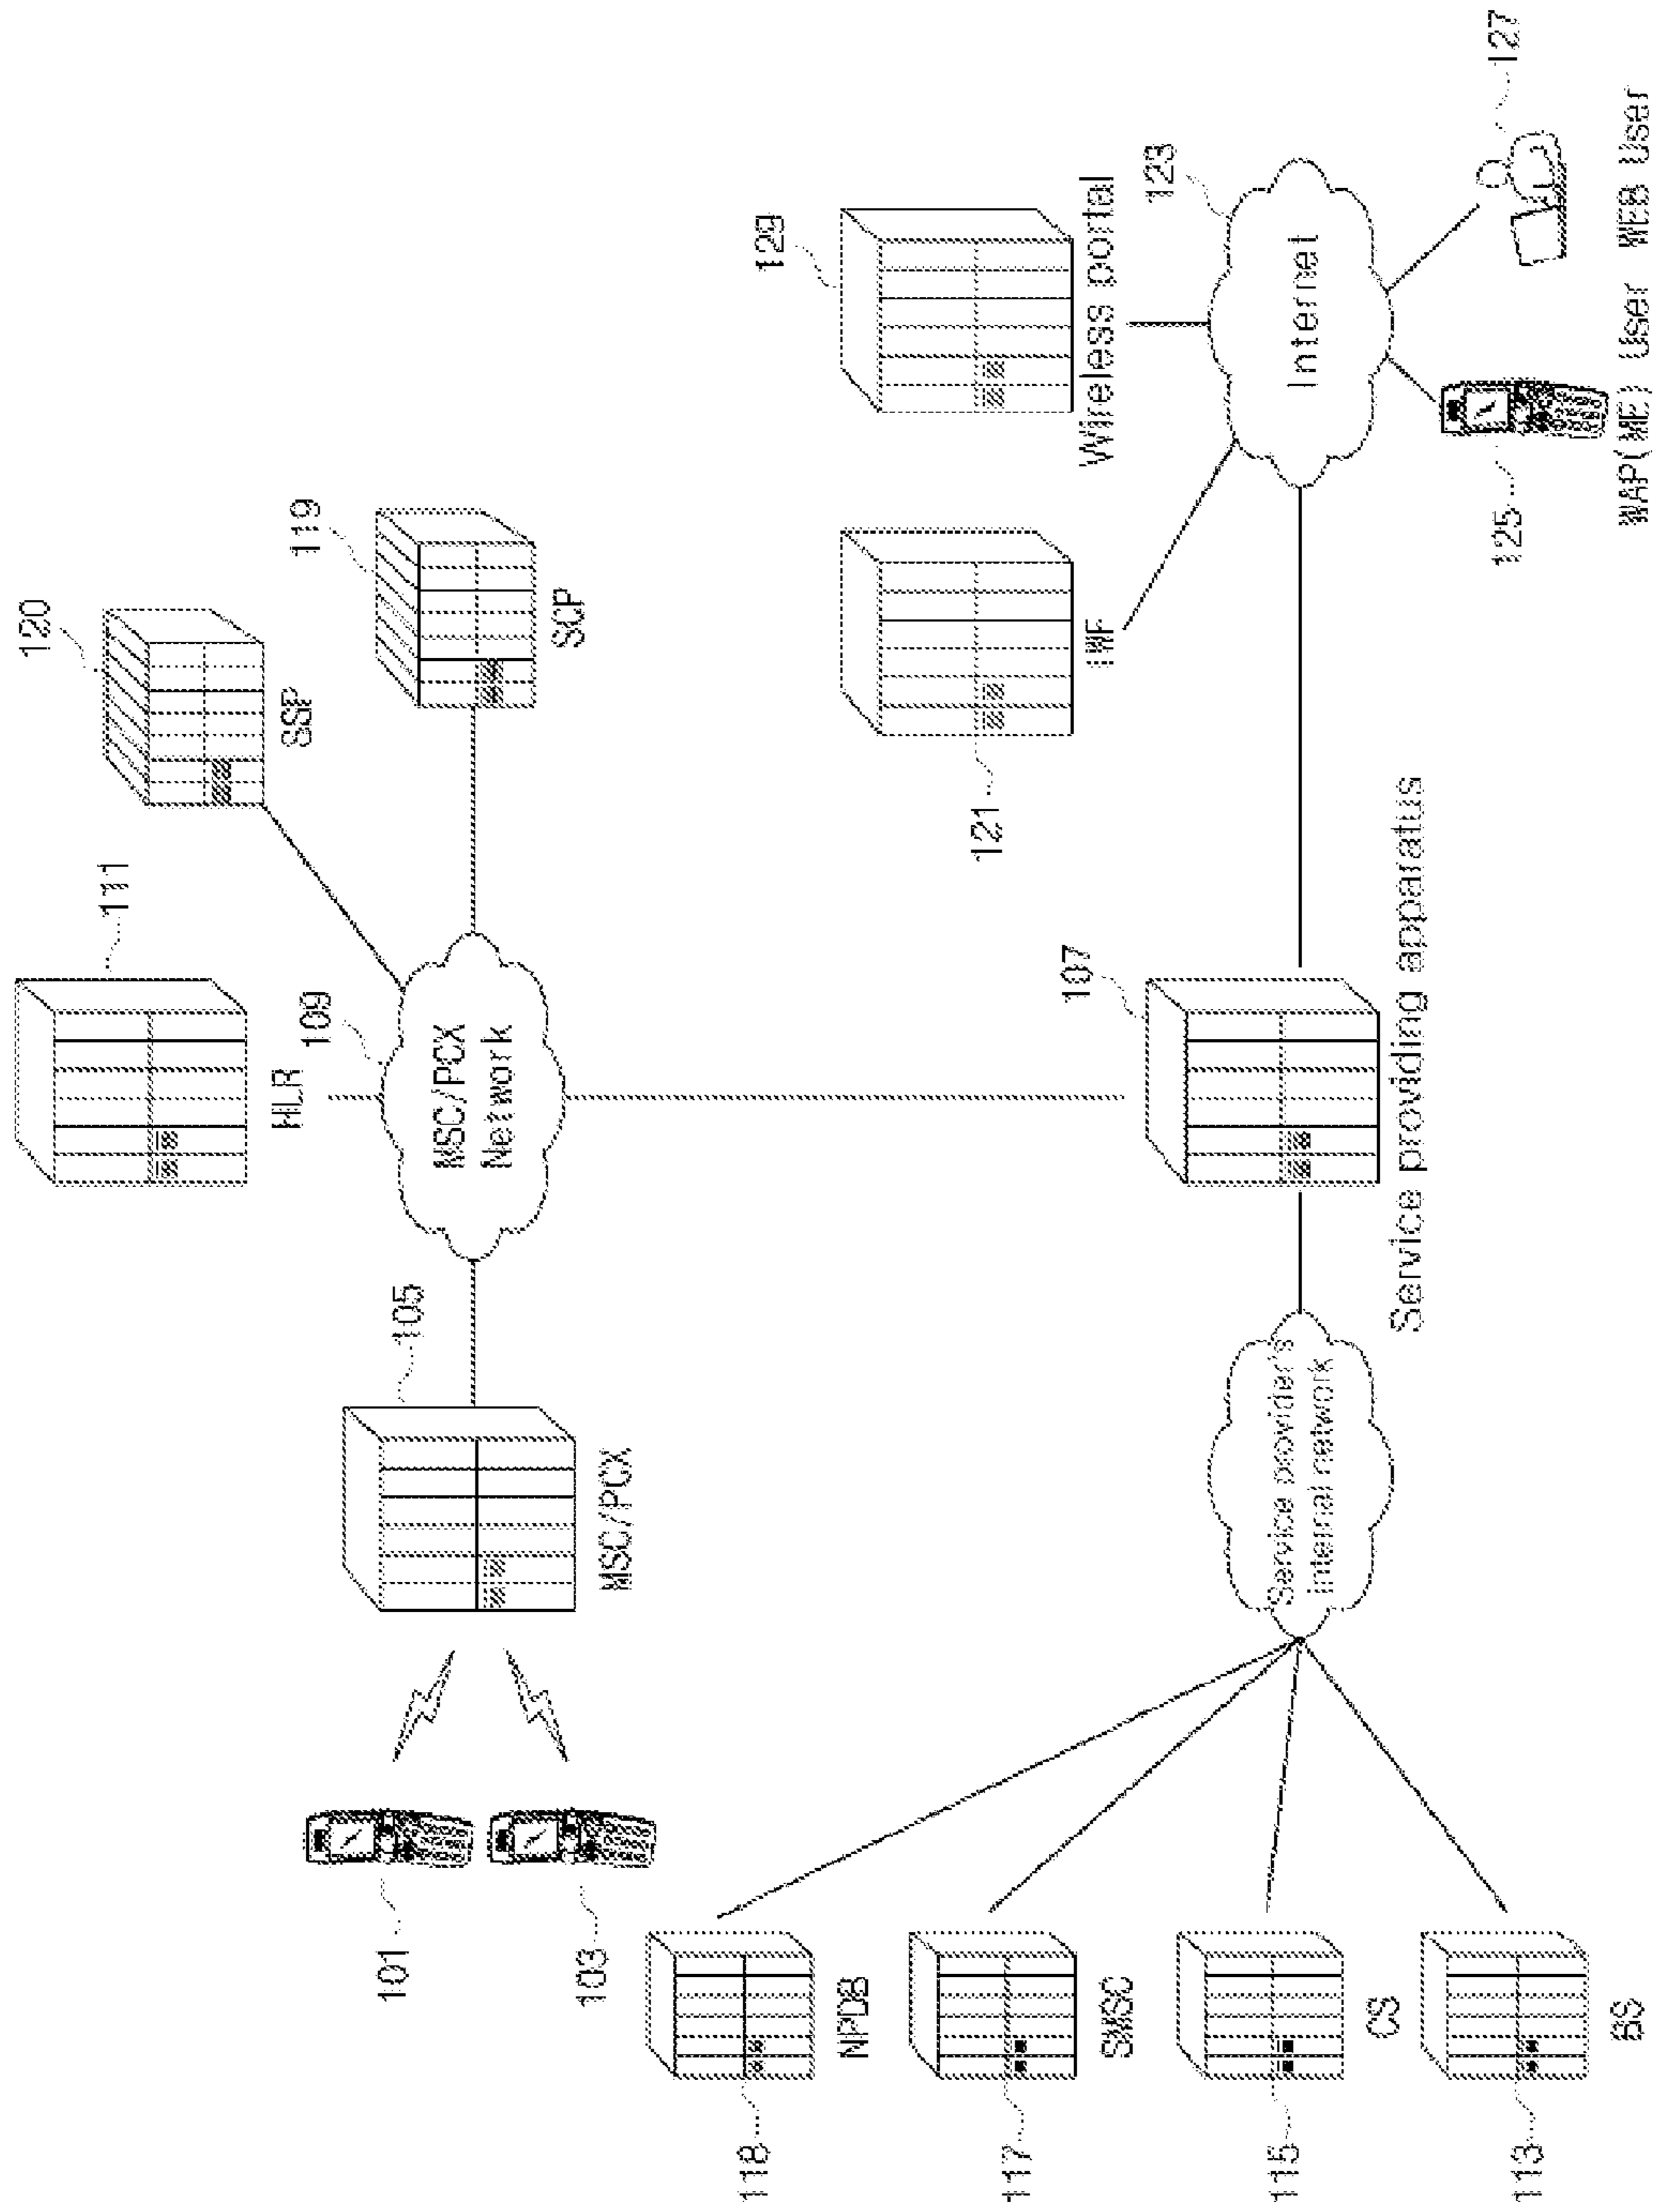 111
120
HLR
109
SSP
119
105
MSC/PCX
Network
SCP
101
103
MSC/PCX
129
118
NPDB
107
121
IWF
Wireless portal
123
117
SMSC
Service provider's
internal network
Internet
115
CS
Service providing apparatus
125
127
113
BS
WAP(ME) User
WEB User